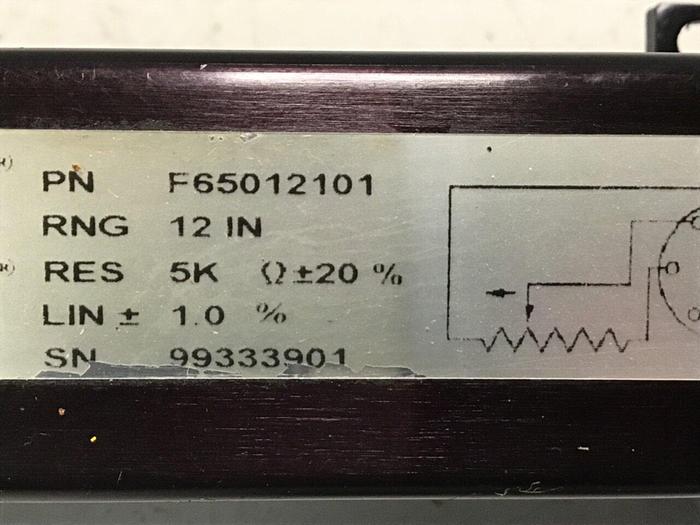 PN F65012101
RNG 12 IN
RES 5K Ω ±20 %
LIN ± 1.0 %
SN 99333901